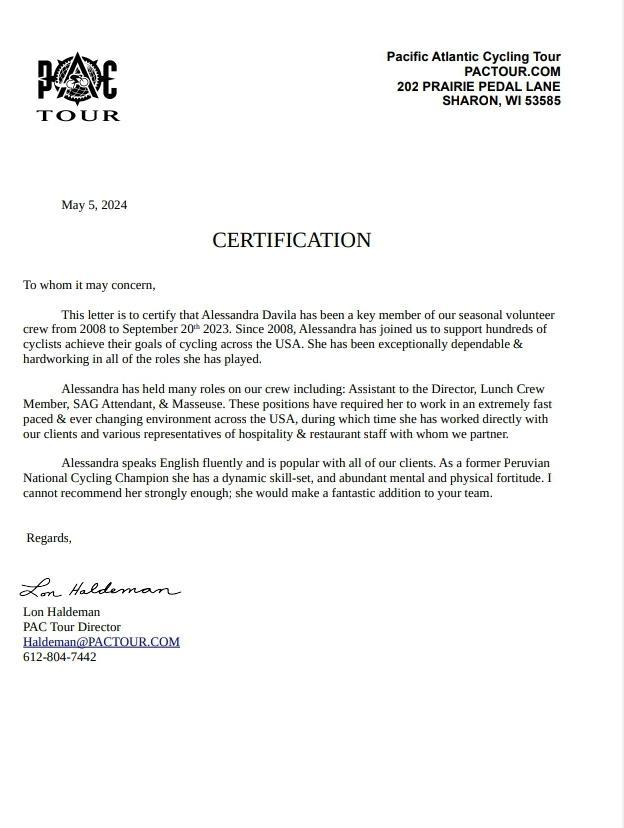 PAC
TOUR
Pacific Atlantic Cycling Tour
PACTOUR.COM
202 PRAIRIE PEDAL LANE
SHARON, WI 53585
May 5, 2024
CERTIFICATION
To whom it may concern,
This letter is to certify that Alessandra Davila has been a key member of our seasonal volunteer
crew from 2008 to September 20th 2023. Since 2008, Alessandra has joined us to support hundreds of
cyclists achieve their goals of cycling across the USA. She has been exceptionally dependable &
hardworking in all of the roles she has played.
Alessandra has held many roles on our crew including: Assistant to the Director, Lunch Crew
Member, SAG Attendant, & Masseuse. These positions have required her to work in an extremely fast
paced & ever changing environment across the USA, during which time she has worked directly with
our clients and various representatives of hospitality & restaurant staff with whom we partner.
Alessandra speaks English fluently and is popular with all of our clients. As a former Peruvian
National Cycling Champion she has a dynamic skill-set, and abundant mental and physical fortitude. I
cannot recommend her strongly enough; she would make a fantastic addition to your team.
Regards,
Lon Haldeman
Lon Haldeman
PAC Tour Director
Haldeman@PACTOUR.COM
612-804-7442